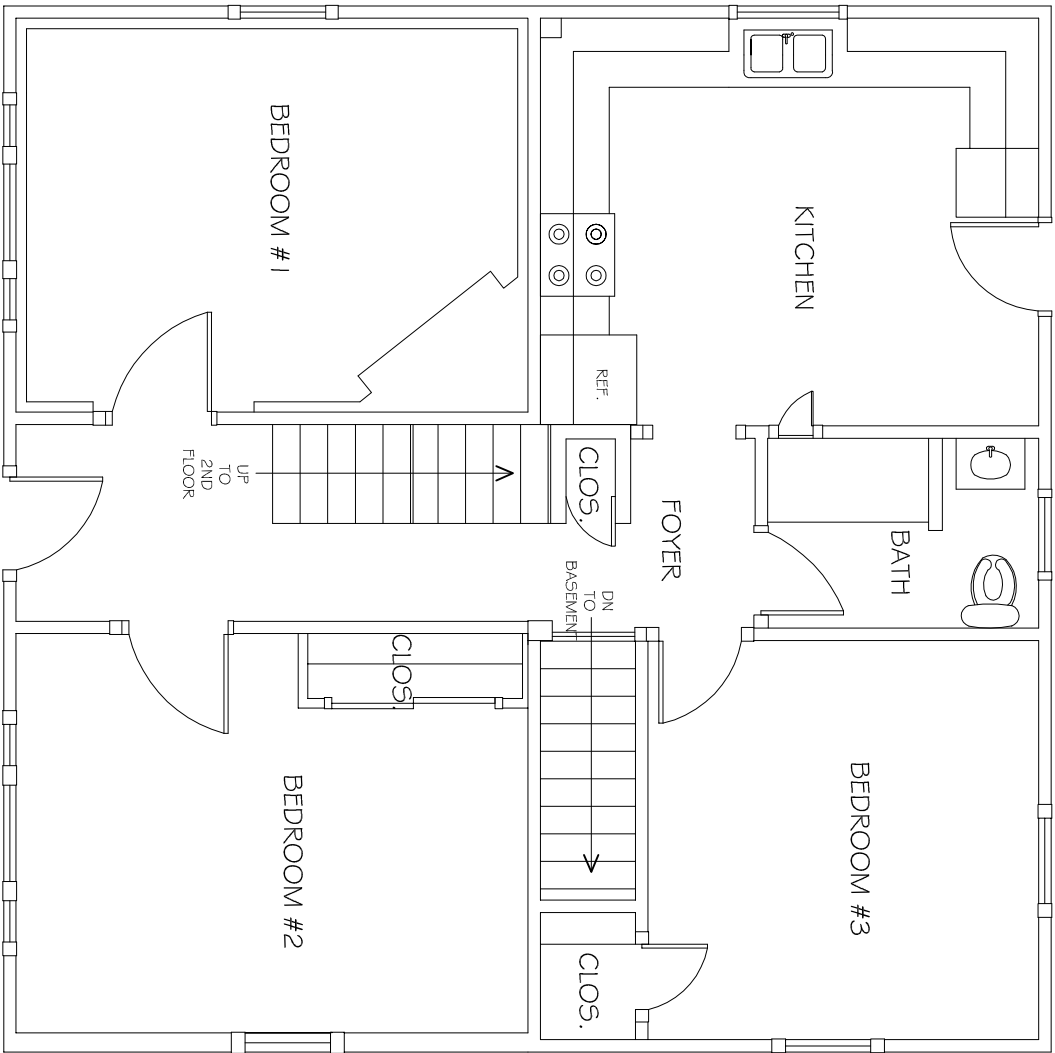 BEDROOM #1
KITCHEN
REF.
UP
TO
2ND
FLOOR
CLOS.
FOYER
BATH
DN
TO
BASEMENT
CLOS.
BEDROOM #2
BEDROOM #3
CLOS.